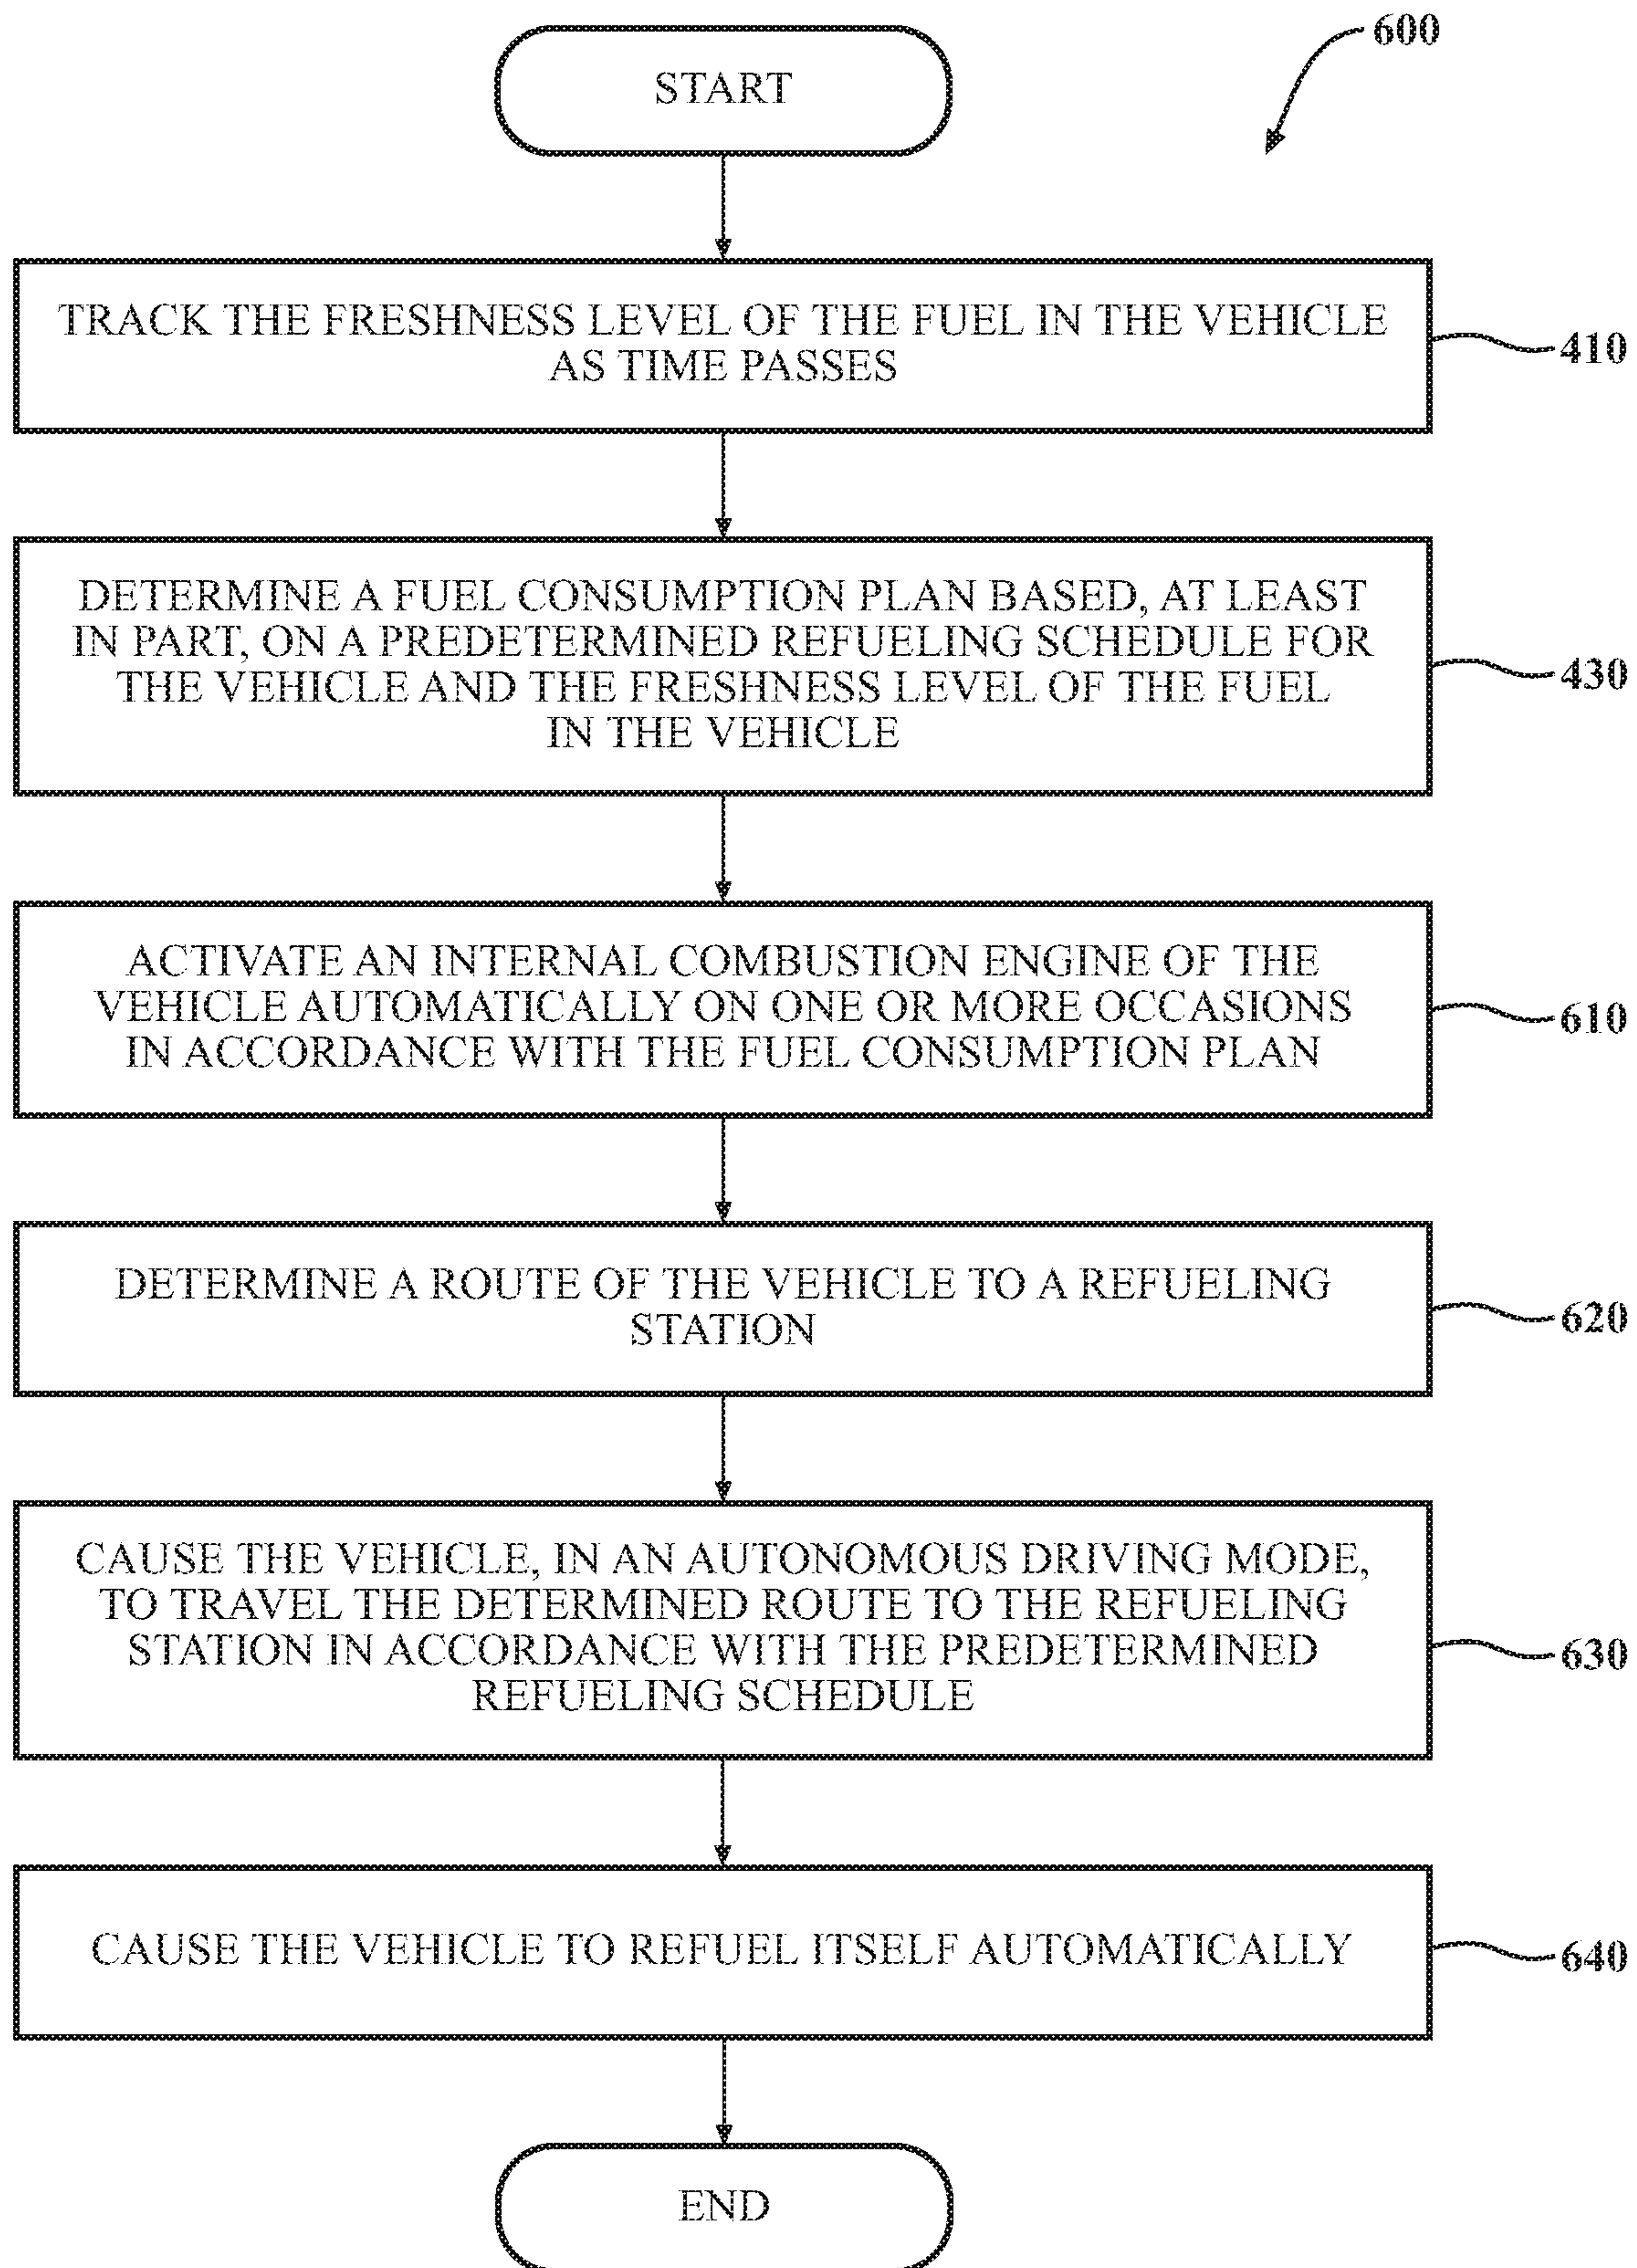 600
START
TRACK THE FRESHNESS LEVEL OF THE FUEL IN THE VEHICLE
AS TIME PASSES
410
DETERMINE A FUEL CONSUMPTION PLAN BASED, AT LEAST
IN PART, ON A PREDETERMINED REFUELING SCHEDULE FOR
THE VEHICLE AND THE FRESHNESS LEVEL OF THE FUEL
IN THE VEHICLE
430
ACTIVATE AN INTERNAL COMBUSTION ENGINE OF THE
VEHICLE AUTOMATICALLY ON ONE OR MORE OCCASIONS
IN ACCORDANCE WITH THE FUEL CONSUMPTION PLAN
610
DETERMINE A ROUTE OF THE VEHICLE TO A REFUELING
STATION
620
CAUSE THE VEHICLE, IN AN AUTONOMOUS DRIVING MODE,
TO TRAVEL THE DETERMINED ROUTE TO THE REFUELING
STATION IN ACCORDANCE WITH THE PREDETERMINED
REFUELING SCHEDULE
630
CAUSE THE VEHICLE TO REFUEL ITSELF AUTOMATICALLY
640
END